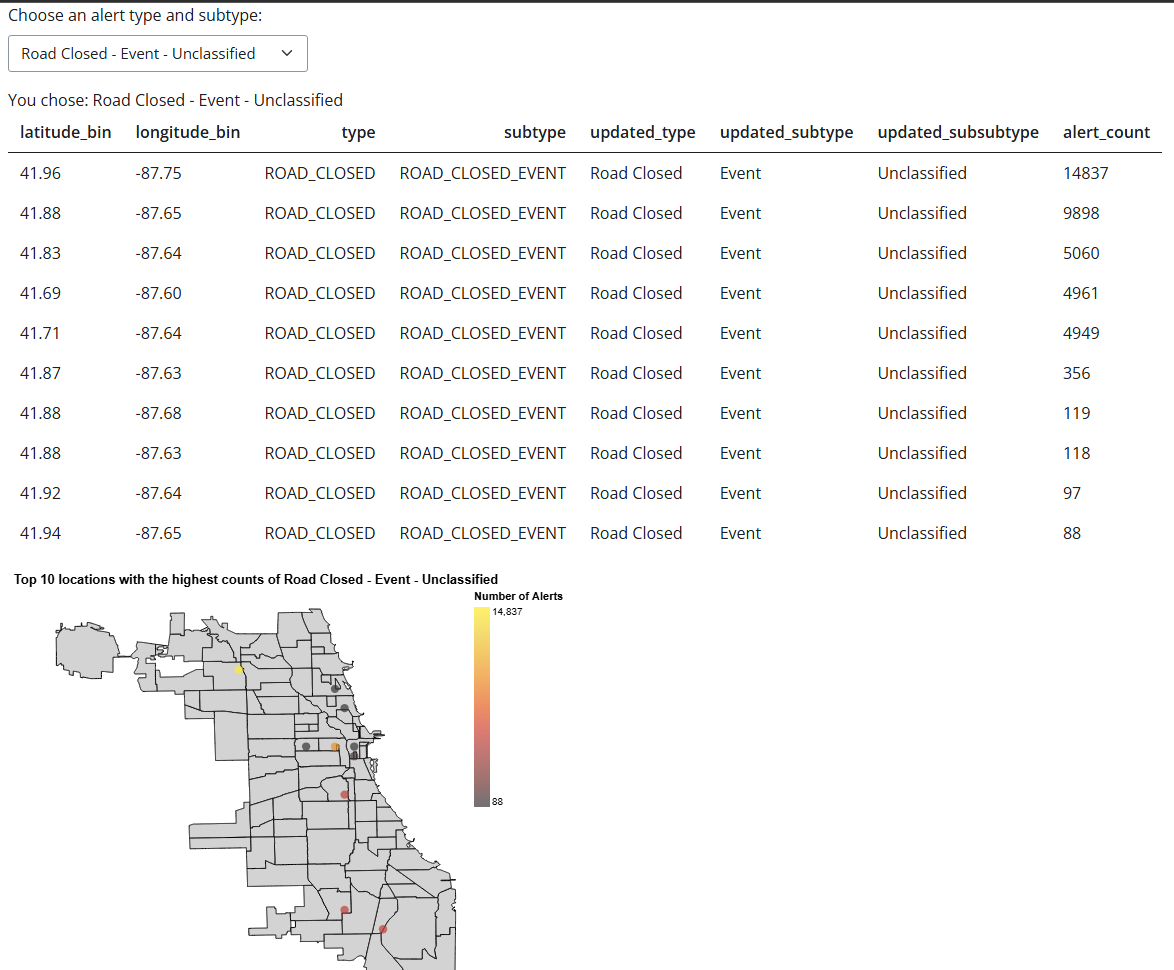 Choose an alert type and subtype:
Road Closed - Event - Unclassified
You chose: Road Closed - Event - Unclassified
latitude_bin longitude_bin type subtype updated_type updated_subtype updated_subsubtype alert_count
41.96 -87.75 ROAD_CLOSED ROAD_CLOSED_EVENT Road Closed Event Unclassified 14837
41.88 -87.65 ROAD_CLOSED ROAD_CLOSED_EVENT Road Closed Event Unclassified 9898
41.83 -87.64 ROAD_CLOSED ROAD_CLOSED_EVENT Road Closed Event Unclassified 5060
41.69 -87.60 ROAD_CLOSED ROAD_CLOSED_EVENT Road Closed Event Unclassified 4961
41.71 -87.64 ROAD_CLOSED ROAD_CLOSED_EVENT Road Closed Event Unclassified 4949
41.87 -87.63 ROAD_CLOSED ROAD_CLOSED_EVENT Road Closed Event Unclassified 356
41.88 -87.68 ROAD_CLOSED ROAD_CLOSED_EVENT Road Closed Event Unclassified 119
41.88 -87.63 ROAD_CLOSED ROAD_CLOSED_EVENT Road Closed Event Unclassified 118
41.92 -87.64 ROAD_CLOSED ROAD_CLOSED_EVENT Road Closed Event Unclassified 97
41.94 -87.65 ROAD_CLOSED ROAD_CLOSED_EVENT Road Closed Event Unclassified 88
Top 10 locations with the highest counts of Road Closed - Event - Unclassified
Number of Alerts
14,837
88